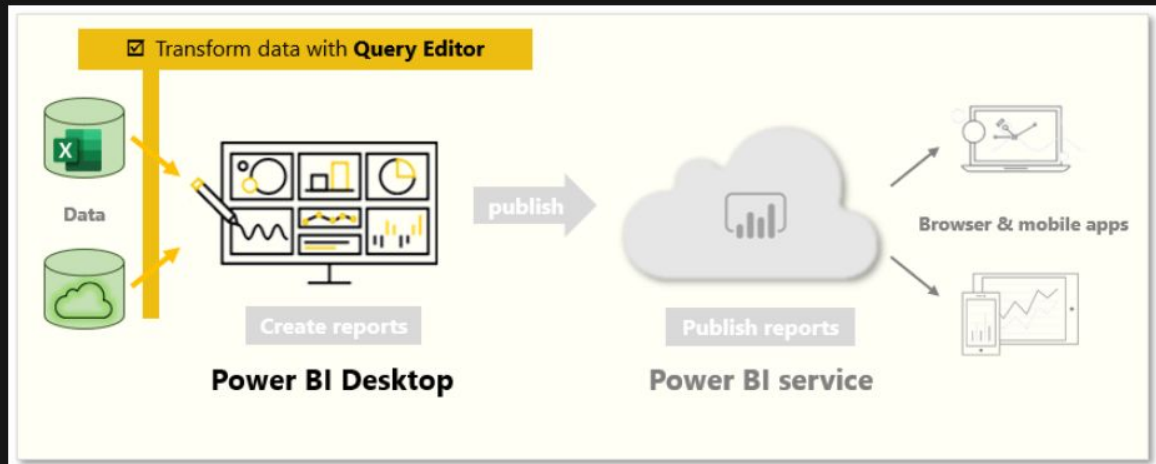 Transform data with Query Editor
X
Data
publish
Browser & mobile apps
Create reports
Publish reports
Power BI Desktop
Power BI service